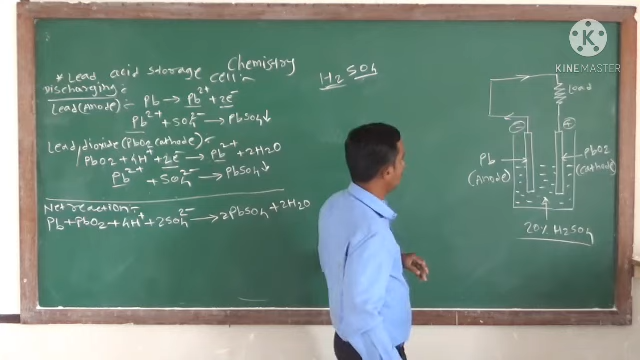 Chemistry
* Lead acid storage cell:-
Discharging:-
Lead (Anode):- Pb → Pb²⁺ + 2e⁻
Pb²⁺ + SO₄²⁻ → PbSO₄↓
Lead dioxide (PbO₂ cathode):-
PbO₂ + 4H⁺ + 2e⁻ → Pb²⁺ + 2H₂O
Pb²⁺ + SO₄²⁻ → PbSO₄↓
Net reaction:-
Pb + PbO₂ + 4H⁺ + 2SO₄²⁻ → 2PbSO₄ + 2H₂O
H₂SO₄
Load
⊖ ⊕
Pb
(Anode)
PbO₂
(cathode)
20% H₂SO₄
KINEMASTER